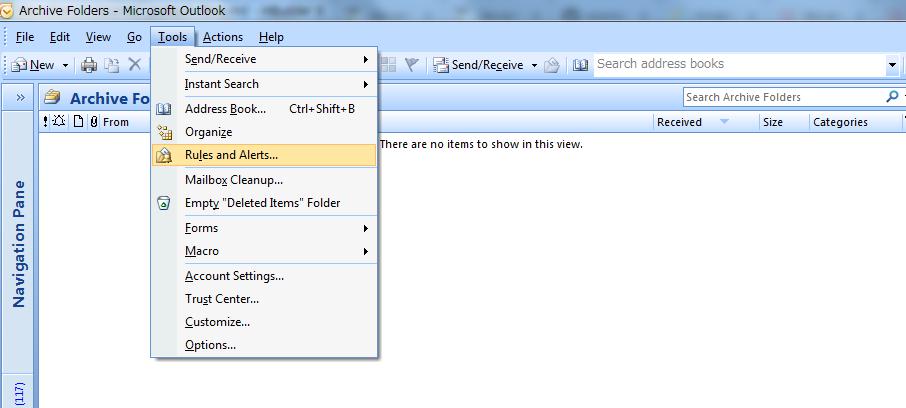 Archive Folders - Microsoft Outlook
File Edit View Go Tools Actions Help
New Send/Receive Search address books
Send/Receive
Instant Search
Address Book... Ctrl+Shift+B
Organize
Rules and Alerts...
Mailbox Cleanup...
Empty "Deleted Items" Folder
Forms
Macro
Account Settings...
Trust Center...
Customize...
Options...
» Archive Fo Search Archive Folders
! From Received Size Categories
There are no items to show in this view.
Navigation Pane
(117)